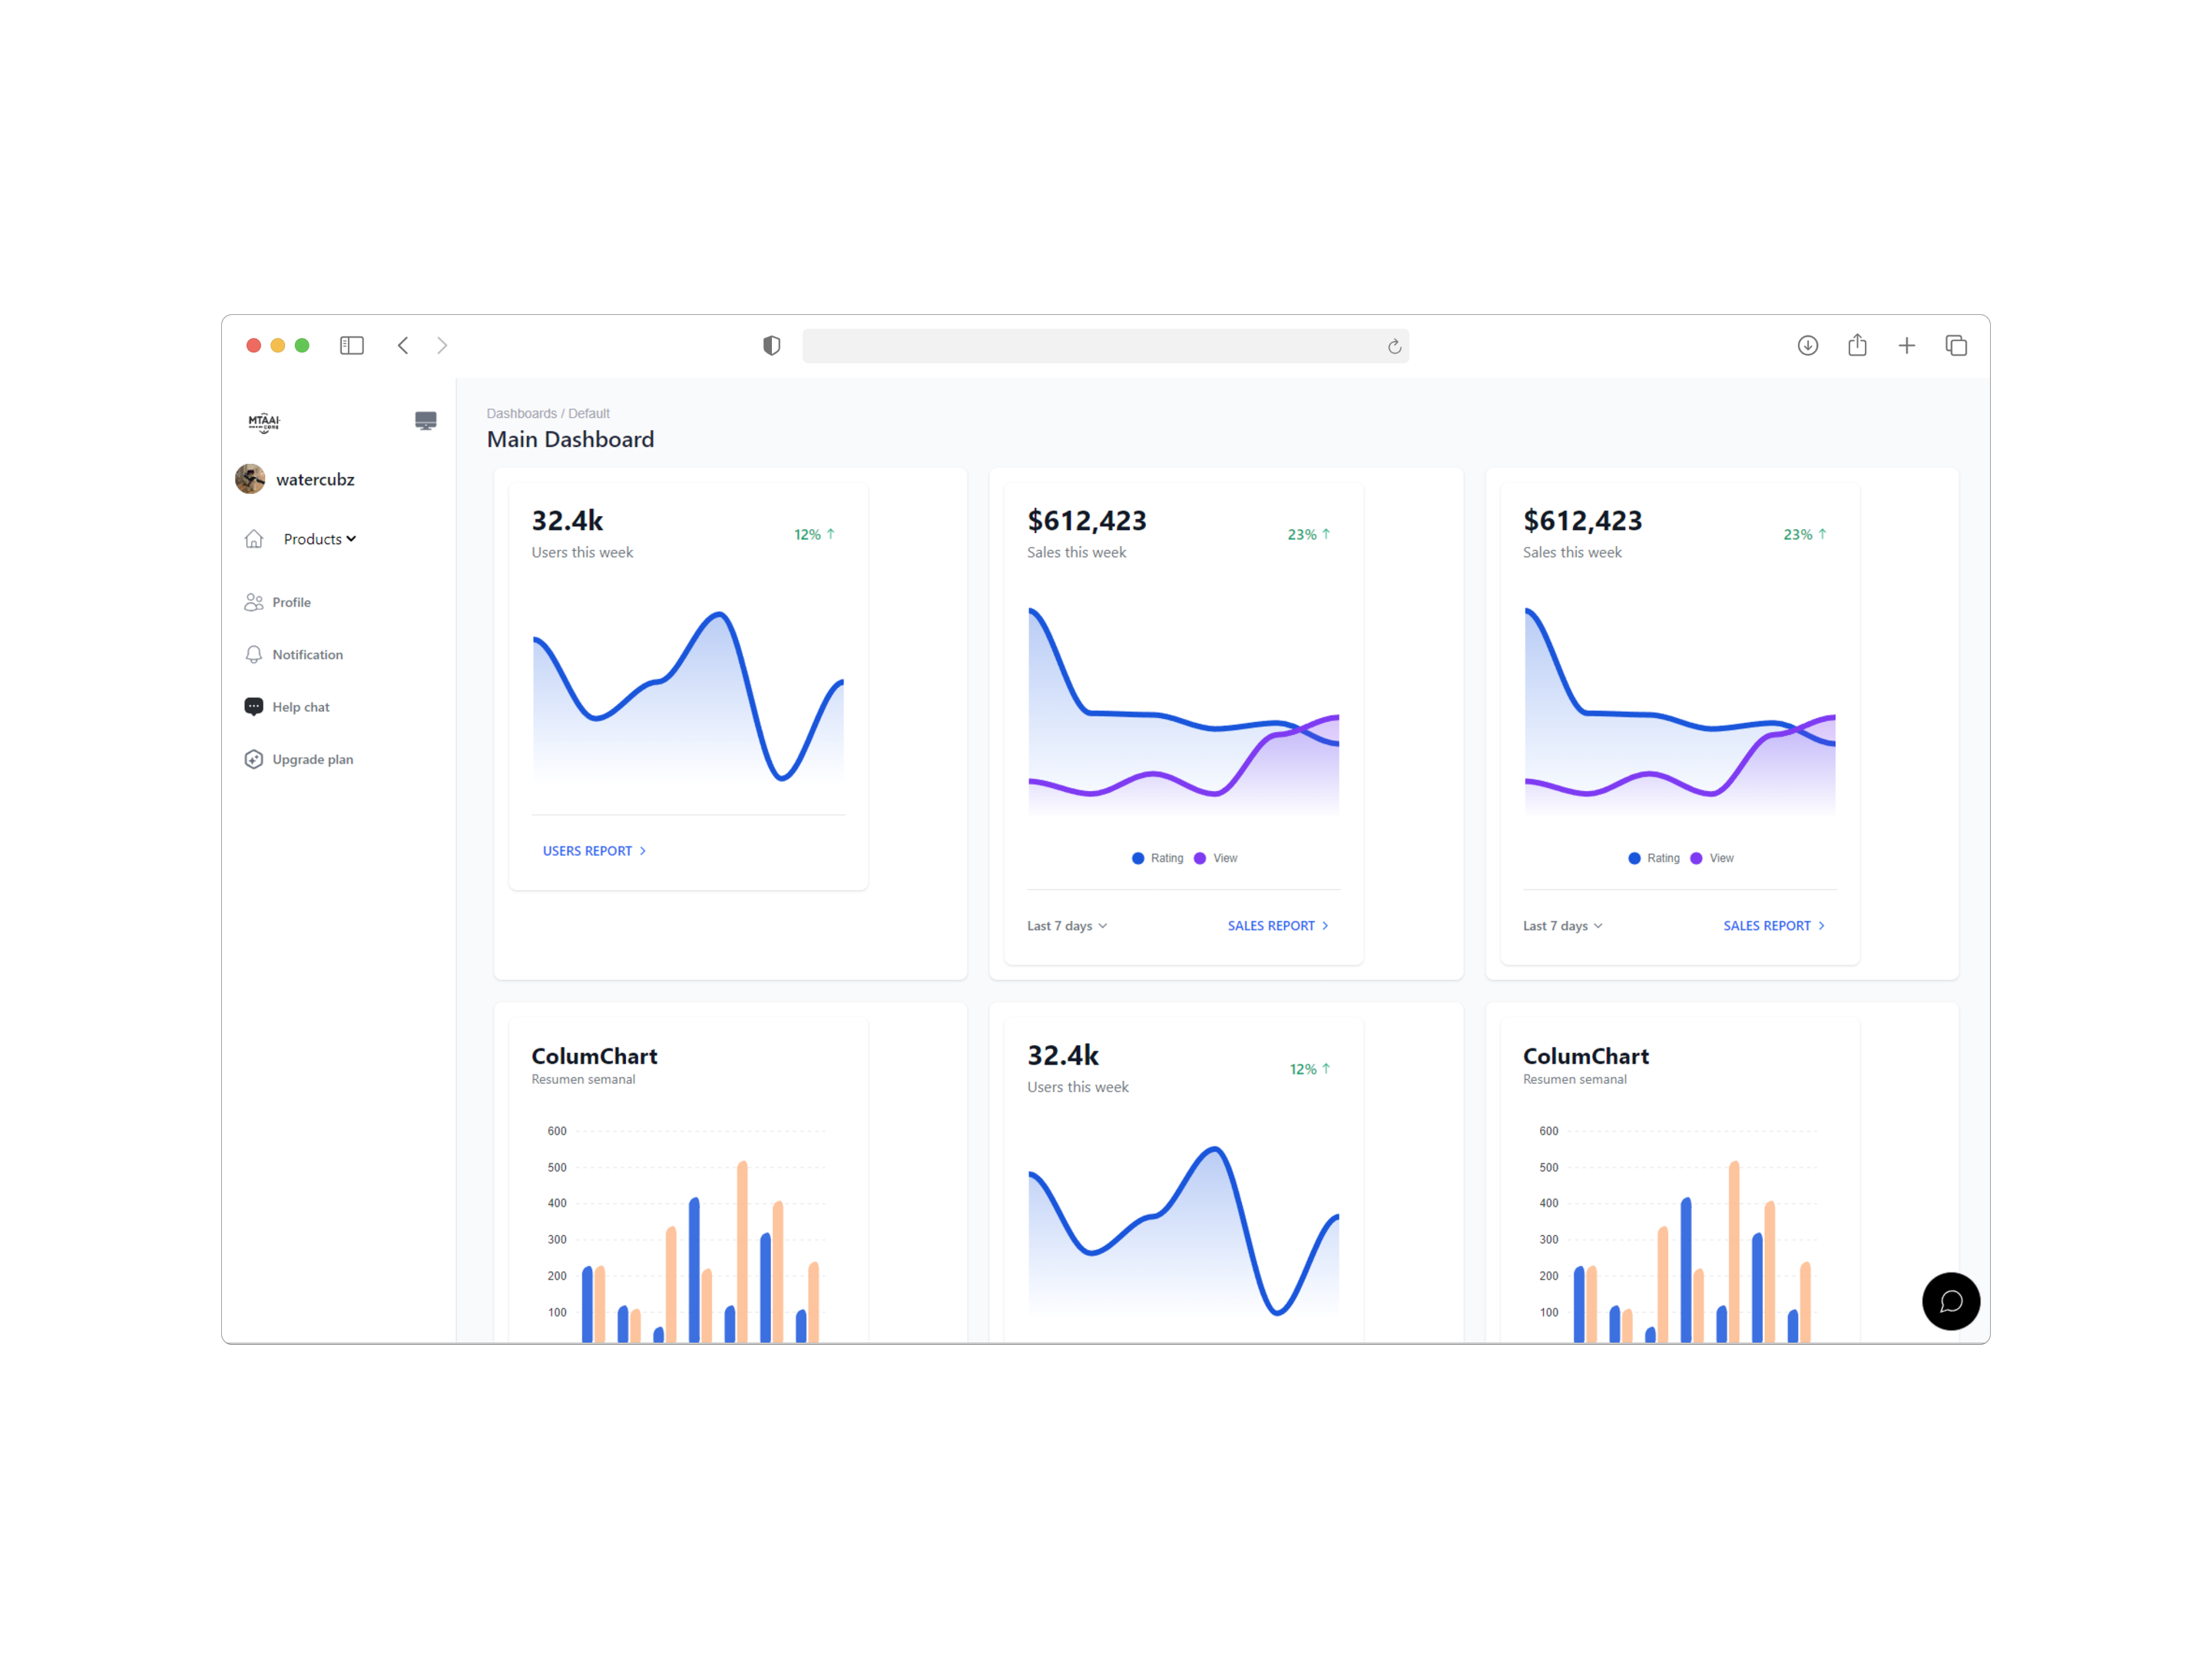 MTAAI
CUBE
watercubz
Products
Profile
Notification
Help chat
Upgrade plan
Dashboards / Default
Main Dashboard
32.4k
Users this week
12%
USERS REPORT
$612,423
Sales this week
23%
Rating View
Last 7 days
SALES REPORT
$612,423
Sales this week
23%
Rating View
Last 7 days
SALES REPORT
ColumChart
Resumen semanal
600
500
400
300
200
100
32.4k
Users this week
12%
ColumChart
Resumen semanal
600
500
400
300
200
100